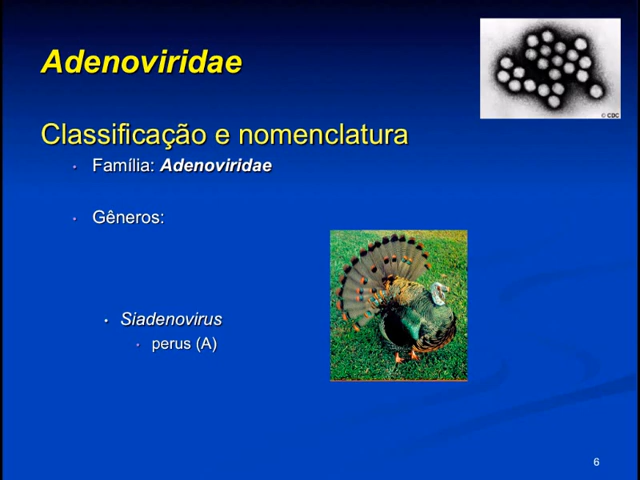 Adenoviridae
© CDC
Classificação e nomenclatura
• Família: Adenoviridae
• Gêneros:
• Siadenovirus
• perus (A)
6